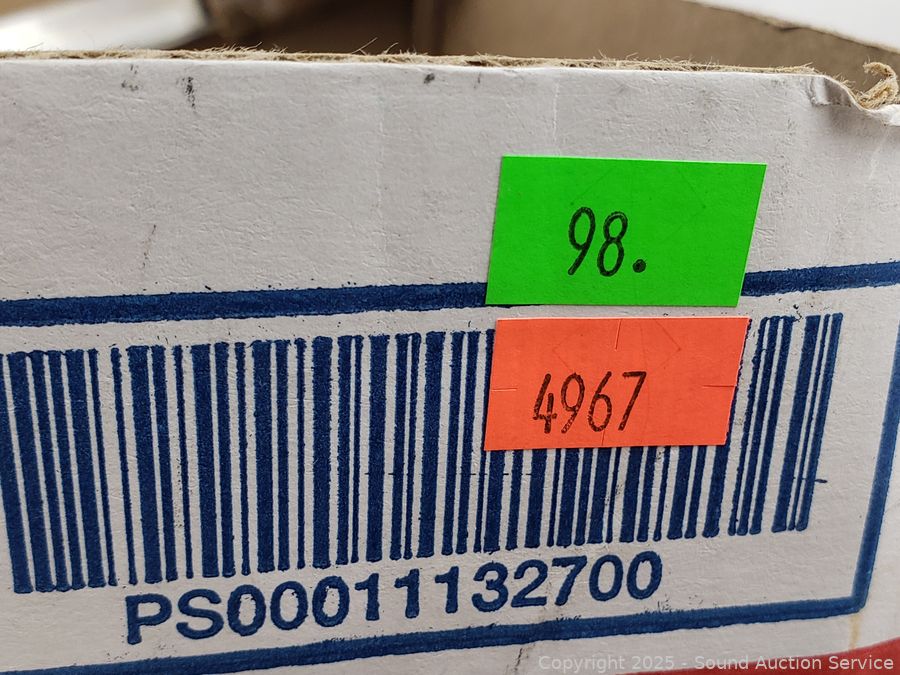 98.
4967
PS00011132700
Copyright 2025 - Sound Auction Service